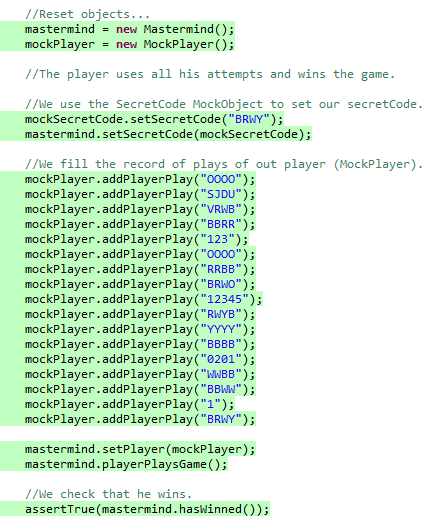 //Reset objects...
mastermind = new Mastermind();
mockPlayer = new MockPlayer();
//The player uses all his attempts and wins the game.
//We use the SecretCode MockObject to set our secretCode.
mockSecretCode.setSecretCode("BRWY");
mastermind.setSecretCode(mockSecretCode);
//We fill the record of plays of out player (MockPlayer).
mockPlayer.addPlayerPlay("OOOO");
mockPlayer.addPlayerPlay("SJDU");
mockPlayer.addPlayerPlay("VRWB");
mockPlayer.addPlayerPlay("BBRR");
mockPlayer.addPlayerPlay("123");
mockPlayer.addPlayerPlay("OOOO");
mockPlayer.addPlayerPlay("RRBB");
mockPlayer.addPlayerPlay("BRWO");
mockPlayer.addPlayerPlay("12345");
mockPlayer.addPlayerPlay("RWYB");
mockPlayer.addPlayerPlay("YYYY");
mockPlayer.addPlayerPlay("BBBB");
mockPlayer.addPlayerPlay("0201");
mockPlayer.addPlayerPlay("WWBB");
mockPlayer.addPlayerPlay("BBWW");
mockPlayer.addPlayerPlay("1");
mockPlayer.addPlayerPlay("BRWY");
mastermind.setPlayer(mockPlayer);
mastermind.playerPlaysGame();
//We check that he wins.
assertTrue(mastermind.hasWinned());